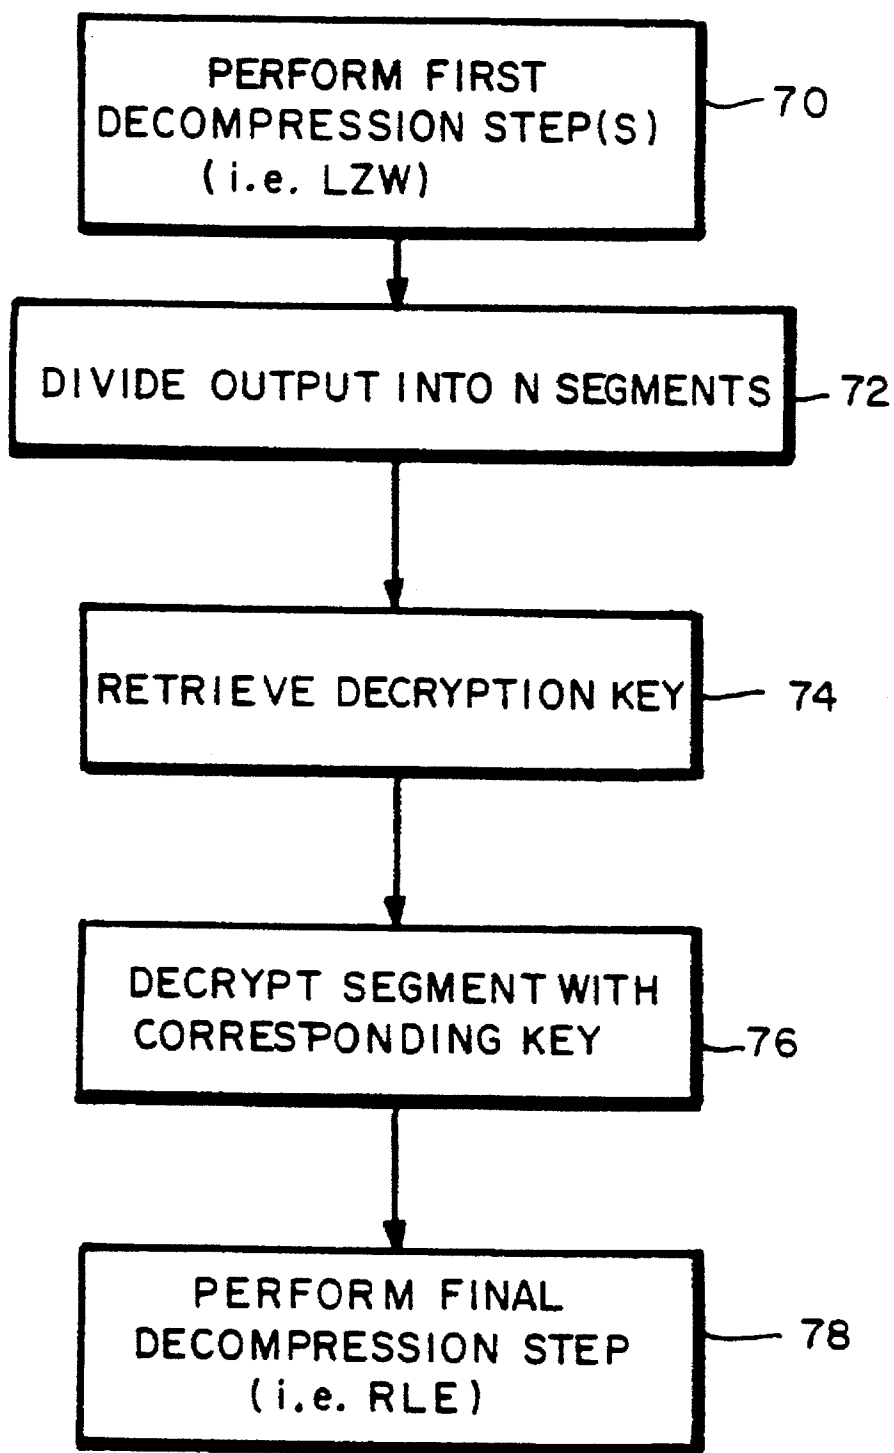 PERFORM FIRST
DECOMPRESSION STEP(S)
(i.e. LZW)
70
DIVIDE OUTPUT INTO N SEGMENTS
72
RETRIEVE DECRYPTION KEY
74
DECRYPT SEGMENT WITH
CORRESPONDING KEY
76
PERFORM FINAL
DECOMPRESSION STEP
(i.e. RLE)
78